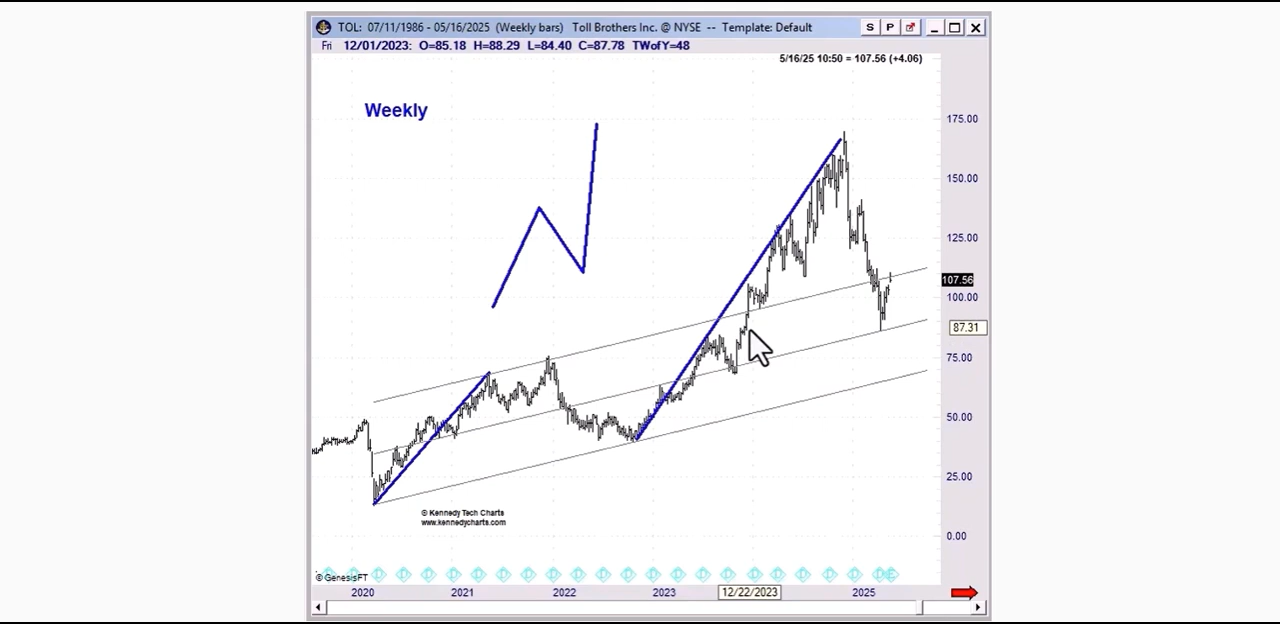 TOL: 07/11/1986 - 05/16/2025 (Weekly bars) Toll Brothers Inc. @ NYSE -- Template: Default
S P
Fri 12/01/2023: O=85.18 H=88.29 L=84.40 C=87.78 TWofY=48
5/16/25 10:50 = 107.56 (+4.06)
Weekly
175.00
150.00
125.00
107.56
100.00
87.31
75.00
50.00
25.00
0.00
© Kennedy Tech Charts
www.kennedycharts.com
D D D D D D D D D D D D D D D D D D D D D D D E
© GenesisFT
2020 2021 2022 2023 12/22/2023 2025